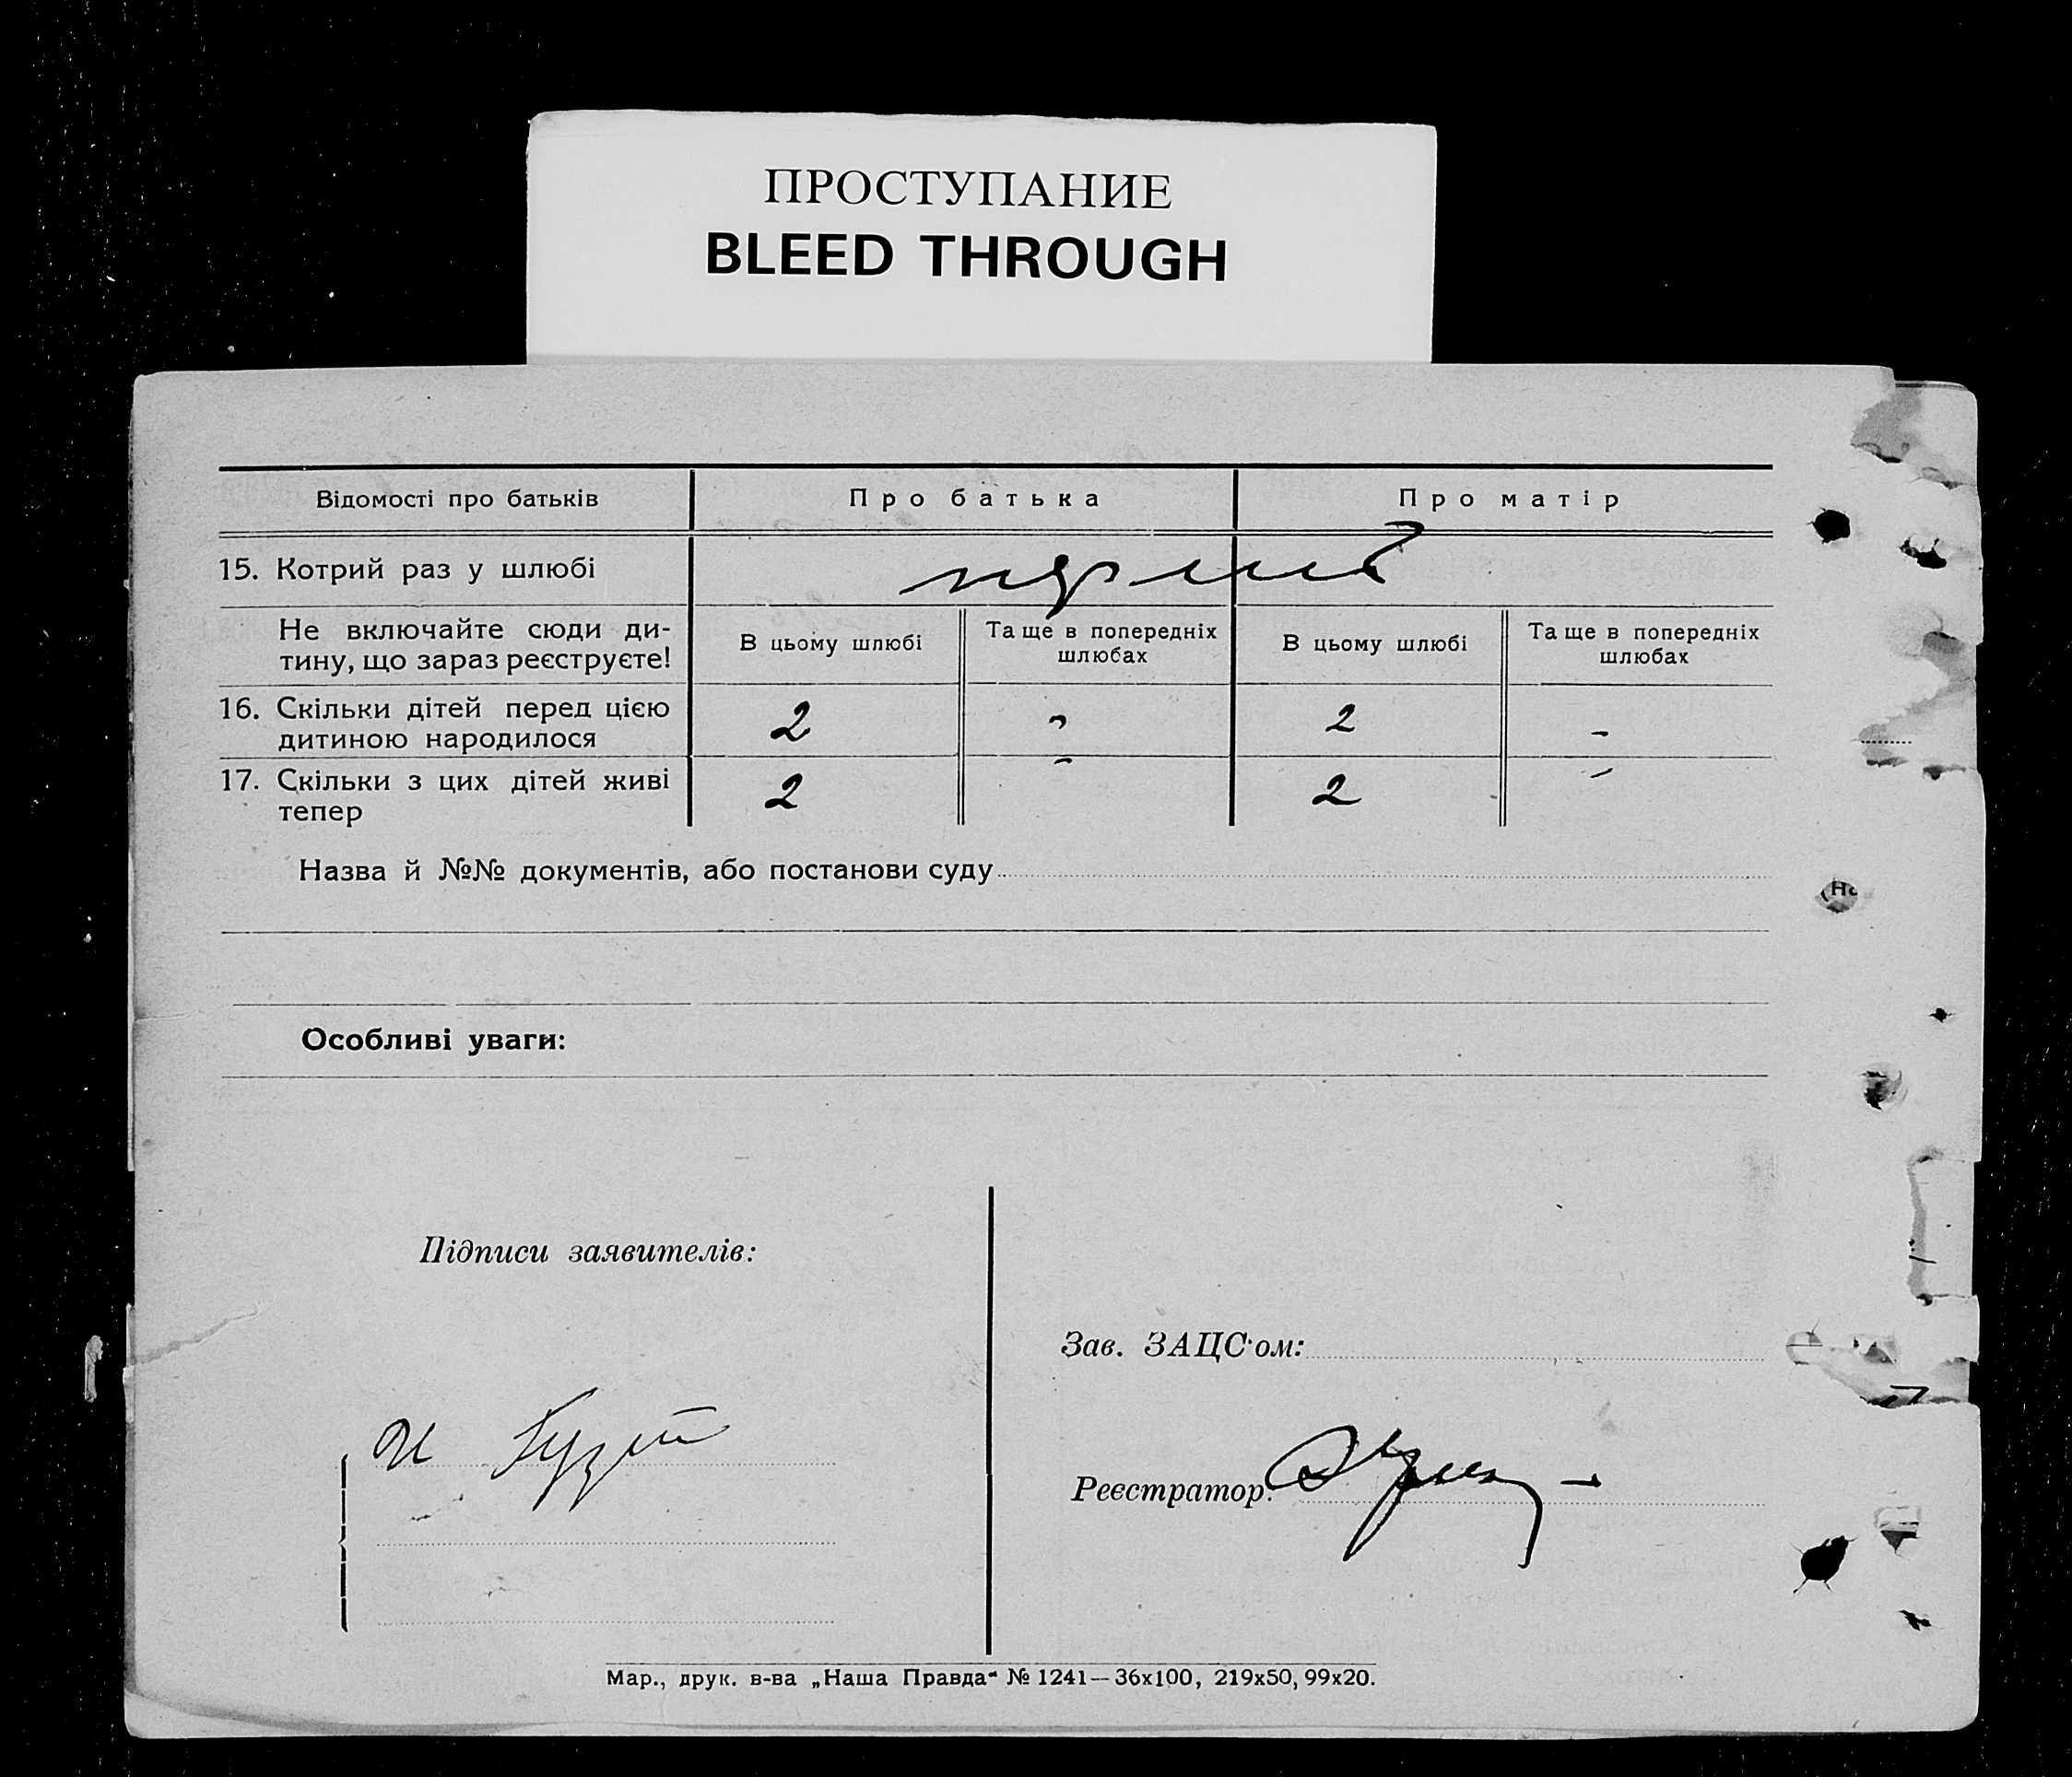 ПРОСТУПАНИЕ
BLEED THROUGH
Відомості про батьків Про батька Про матір
15. Котрий раз у шлюбі
Не включайте сюди ди-
тину, що зараз реєструєте!
В цьому шлюбі Та ще в попередніх шлюбах В цьому шлюбі Та ще в попередніх шлюбах
16. Скільки дітей перед цією
дитиною народилося 2 - 2 -
17. Скільки з цих дітей живі
тепер 2 - 2 -
Назва й №№ документів, або постанови суду
(На
Особливі уваги:
Підписи заявителів:
Зав. ЗАЦС'ом:
Реєстратор:
Мар., друк. в-ва „Наша Правда“ № 1241—36х100, 219х50, 99х20.